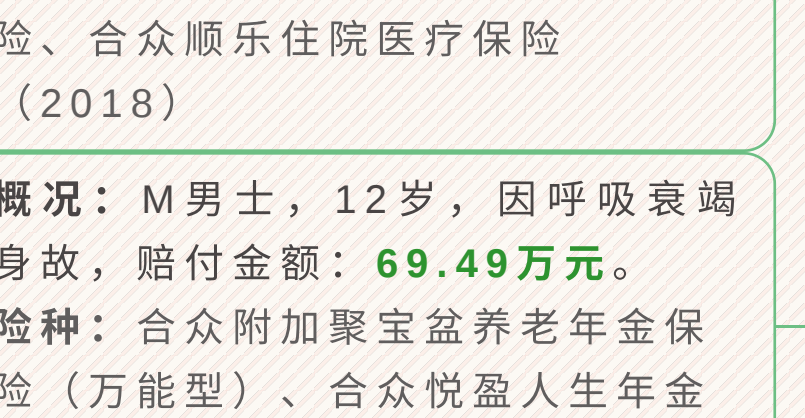 险、合众顺乐住院医疗保险
（2018）
概况：M男士，12岁，因呼吸衰竭
身故，赔付金额：69.49万元。
险种：合众附加聚宝盆养老年金保
险（万能型）、合众悦盈人生年金